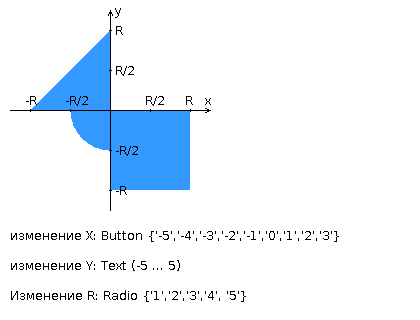 y
R
R/2
-R -R/2 R/2 R x
-R/2
-R
изменение X: Button {'-5','-4','-3','-2','-1','0','1','2','3'}
изменение Y: Text (-5 ... 5)
Изменение R: Radio {'1','2','3','4', '5'}